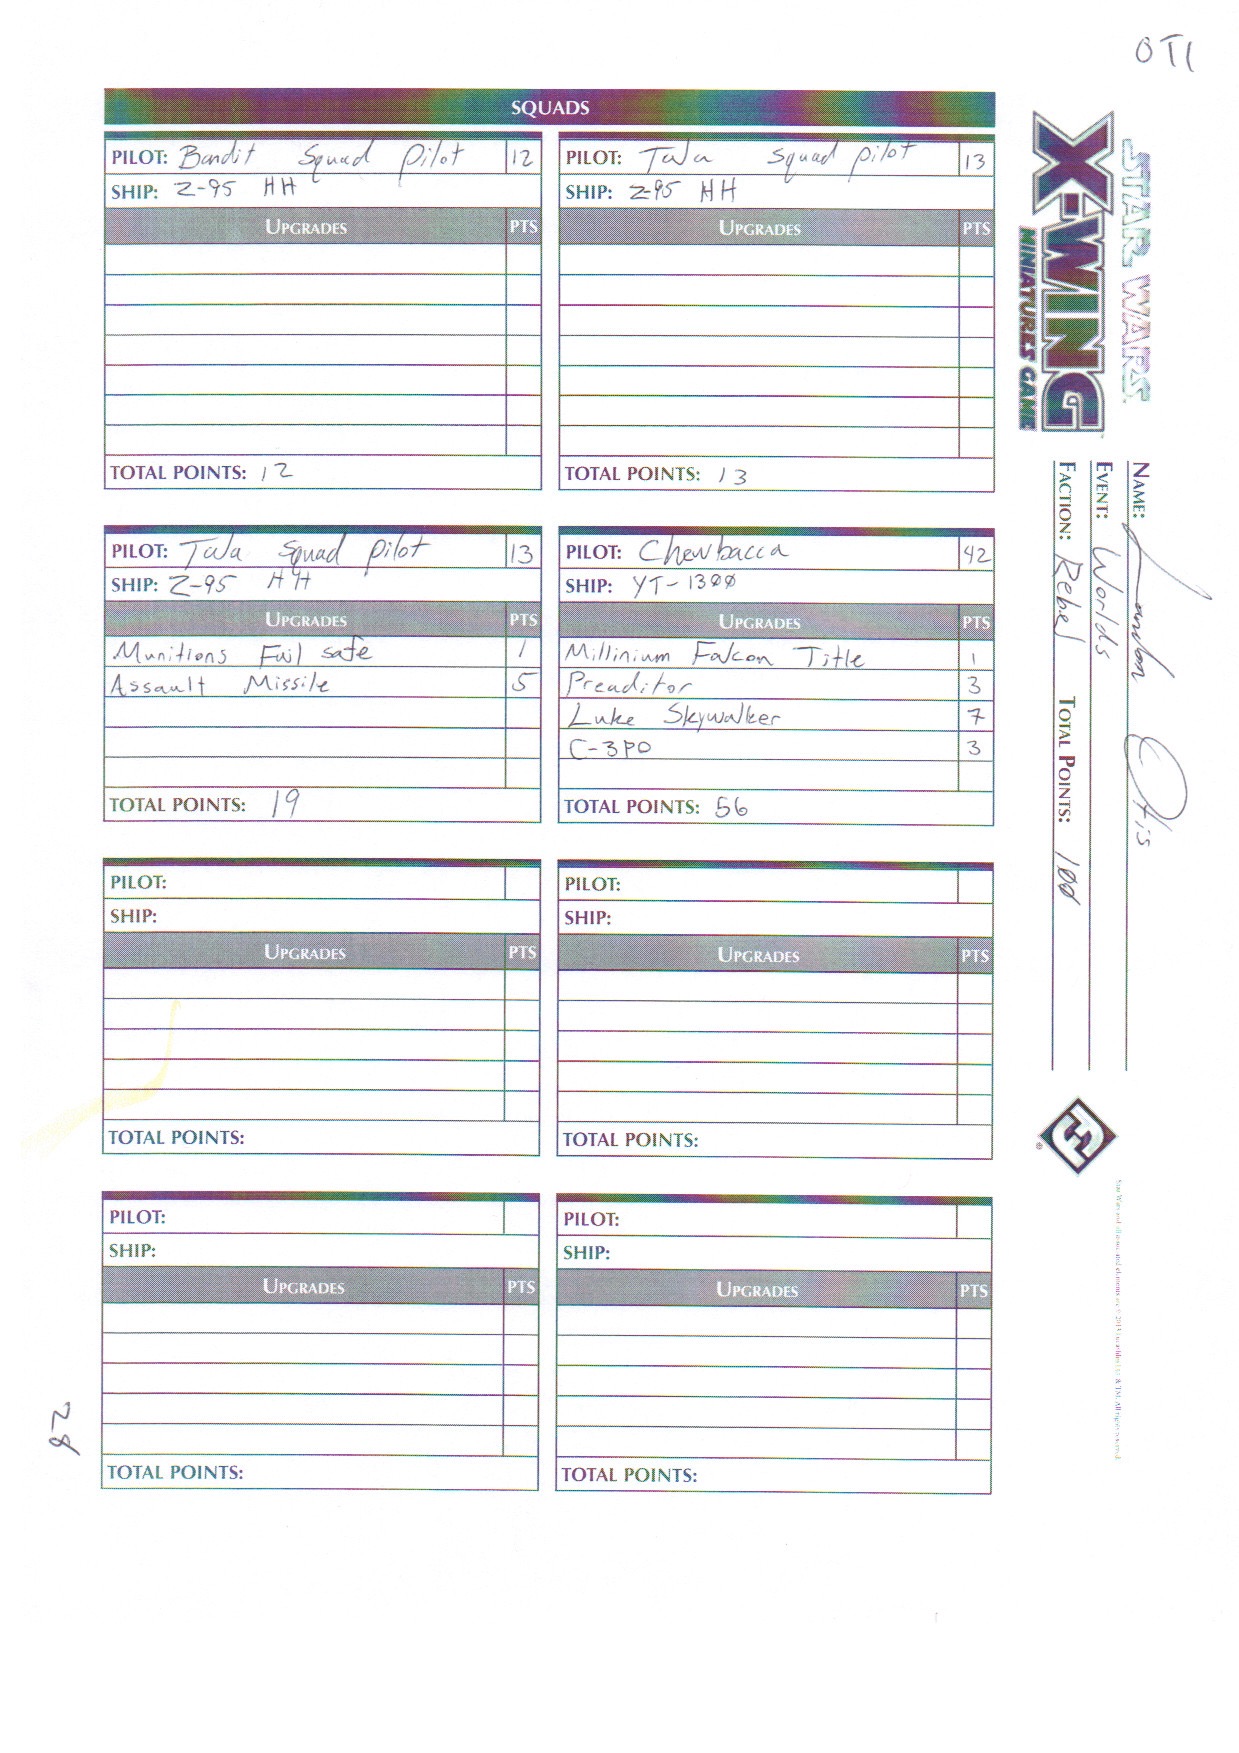 OTI
SQUADS
PILOT: Bandit Squad Pilot 12
SHIP: Z-95 HH
UPGRADES PTS
TOTAL POINTS: 12
PILOT: Tala Squad pilot 13
SHIP: Z-95 HH
UPGRADES PTS
TOTAL POINTS: 13
PILOT: Tala Squad pilot 13
SHIP: Z-95 HH
UPGRADES PTS
Munitions Fail safe 1
Assault Missile 5
TOTAL POINTS: 19
PILOT: Chewbacca 42
SHIP: YT-1300
UPGRADES PTS
Millinium Falcon Title 1
Preaditor 3
Luke Skywalker 7
C-3PO 3
TOTAL POINTS: 56
PILOT:
SHIP:
UPGRADES PTS
TOTAL POINTS:
PILOT:
SHIP:
UPGRADES PTS
TOTAL POINTS:
PILOT:
SHIP:
UPGRADES PTS
TOTAL POINTS:
PILOT:
SHIP:
UPGRADES PTS
TOTAL POINTS:
STAR WARS
X-WING
MINIATURES GAME
NAME: Landon Otis
EVENT: Worlds
FACTION: Rebel TOTAL POINTS: 100
28